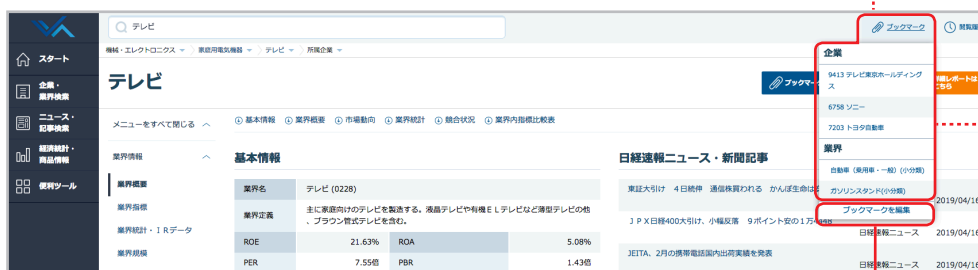 テレビ
ブックマーク
閲覧履
機械・エレクトロニクス 家庭用電気機器 テレビ 所属企業
スタート
企業・
業界検索
ニュース・
記事検索
経済統計・
商品情報
便利ツール
テレビ
ブックマー
詳細レポートは
こちら
メニューをすべて閉じる
基本情報 業界概要 市場動向 業界統計 競合状況 業界内指標比較表
業界情報
業界概要
業界指標
業界統計・IRデータ
業界規模
基本情報
業界名 テレビ (0228)
業界定義 主に家庭向けのテレビを製造する。液晶テレビや有機ELテレビなど薄型テレビの他
、ブラウン管式テレビを含む。
ROE 21.63% ROA 5.08%
PER 7.55倍 PBR 1.43倍
日経速報ニュース・新聞記事
東証大引け 4日続伸 通信株買われる かんぽ生命は
2019/04/16
JPX日経400大引け、小幅反落 9ポイント安の1万4448
日経速報ニュース 2019/04/16
JEITA、2月の携帯電話国内出荷実績を発表
日経速報ニュース 2019/04/16
企業
9413 テレビ東京ホールディング
ス
6758 ソニー
7203 トヨタ自動車
業界
自動車（乗用車・一般）(小分類)
ガソリンスタンド(小分類)
ブックマークを編集